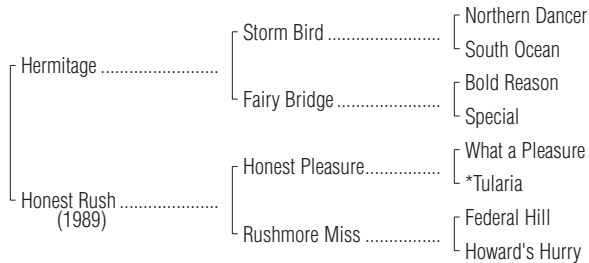 Northern Dancer
Storm Bird .......................
South Ocean
Hermitage ........................
Bold Reason
Fairy Bridge .....................
Special
What a Pleasure
Honest Pleasure................
*Tularia
Honest Rush ....................
(1989)
Federal Hill
Rushmore Miss ...............
Howard's Hurry